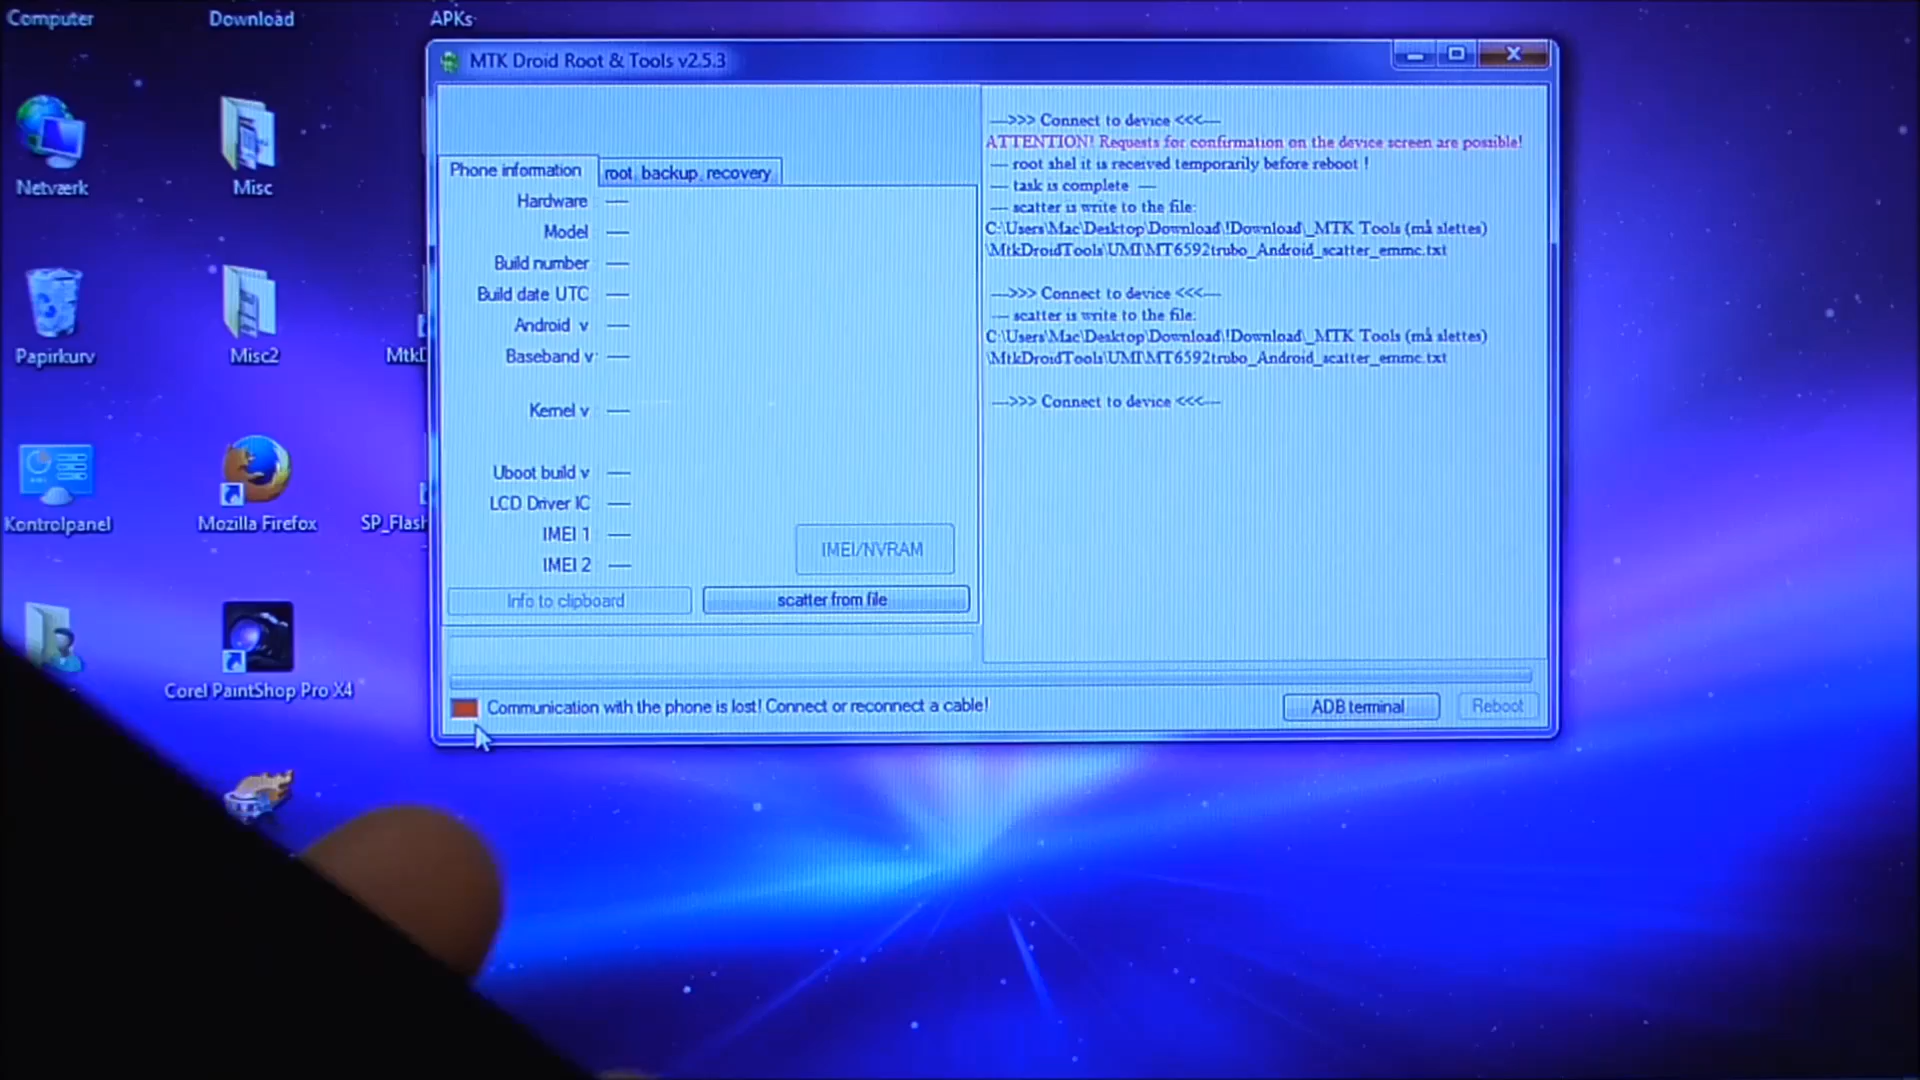 Computer
Download
APKs
Netværk
Misc
Papirkurv
Misc2
MtkD
Kontrolpanel
Mozilla Firefox
SP_Flash
Corel PaintShop Pro X4
MTK Droid Root & Tools v2.5.3
Phone information
root, backup, recovery
Hardware ---
Model ---
Build number ---
Build date UTC ---
Android v ---
Baseband v ---
Kernel v ---
Uboot build v ---
LCD Driver IC ---
IMEI 1 ---
IMEI 2 ---
IMEI/NVRAM
Info to clipboard
scatter from file
--->>> Connect to device <<<---
ATTENTION! Requests for confirmation on the device screen are possible!
--- root shel it is received temporarily before reboot !
--- task is complete ---
--- scatter is write to the file:
C:\Users\Mac\Desktop\Download\!Download\_MTK Tools (må slettes)
\MtkDroidTools\UMI\MT6592trubo_Android_scatter_emmc.txt
--->>> Connect to device <<<---
--- scatter is write to the file:
C:\Users\Mac\Desktop\Download\!Download\_MTK Tools (må slettes)
\MtkDroidTools\UMI\MT6592trubo_Android_scatter_emmc.txt
--->>> Connect to device <<<---
Communication with the phone is lost! Connect or reconnect a cable!
ADB terminal
Reboot